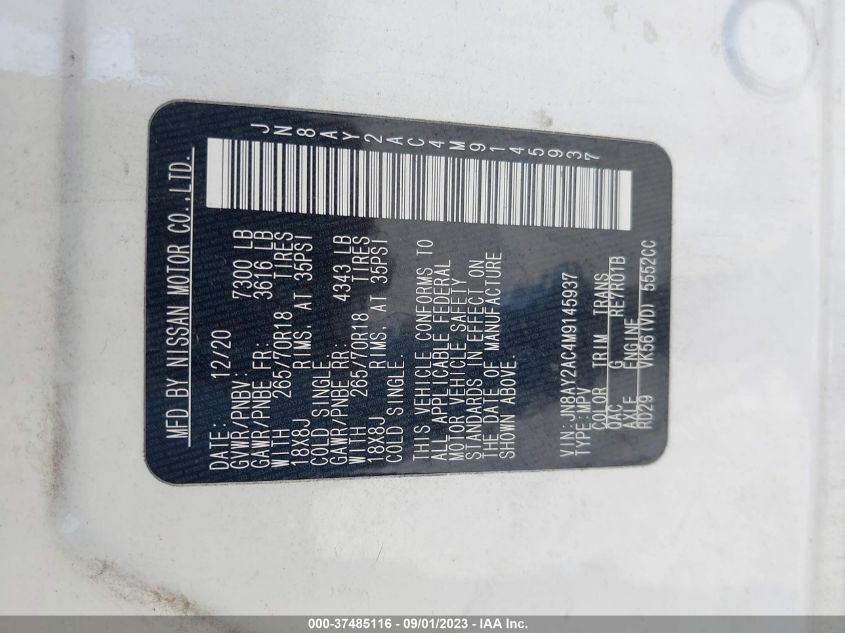 MFD BY NISSAN MOTOR CO.,LTD.
JN8AY2AC4M9145937
DATE: 12/20
GVWR/PNBV: 7300 LB
GAWR/PNBE FR: 3616 LB
WITH 265/70R18 TIRES
18X8J RIMS, AT 35PSI
COLD SINGLE.
GAWR/PNBE RR: 4343 LB
WITH 265/70R18 TIRES
18X8J RIMS, AT 35PSI
COLD SINGLE.
THIS VEHICLE CONFORMS TO
ALL APPLICABLE FEDERAL
MOTOR VEHICLE SAFETY
STANDARDS IN EFFECT ON
THE DATE OF MANUFACTURE
SHOWN ABOVE.
VIN: JN8AY2AC4M9145937
TYPE: MPV
COLOR TRIM TRANS
QAC G RE7R01B
AXLE ENGINE
R029 VK56(VD) 5552CC
000-37485116 - 09/01/2023 - IAA Inc.